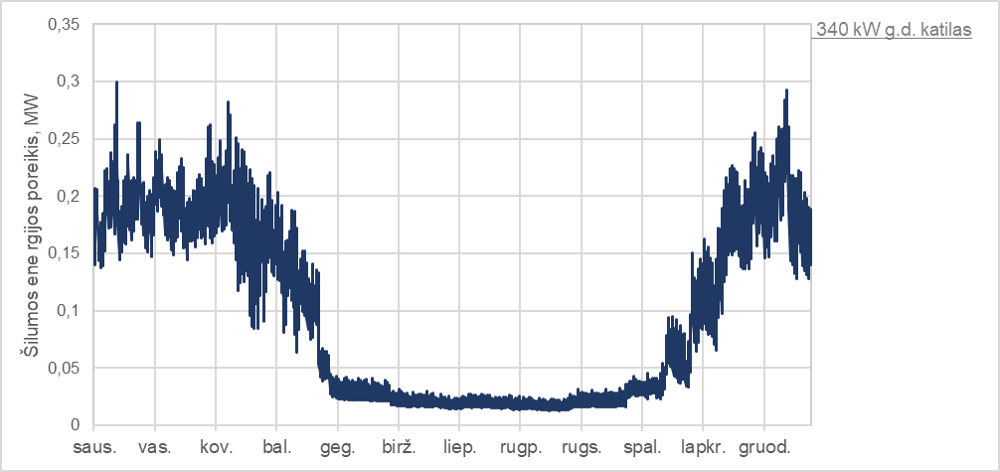 0,35
340 kW g.d. katilas
0,3
0,25
0,2
0,15
0,1
0,05
0
Šilumos ene rgijos poreikis, MW
saus. vas. kov. bal. geg. birž. liep. rugp. rugs. spal. lapkr. gruod.